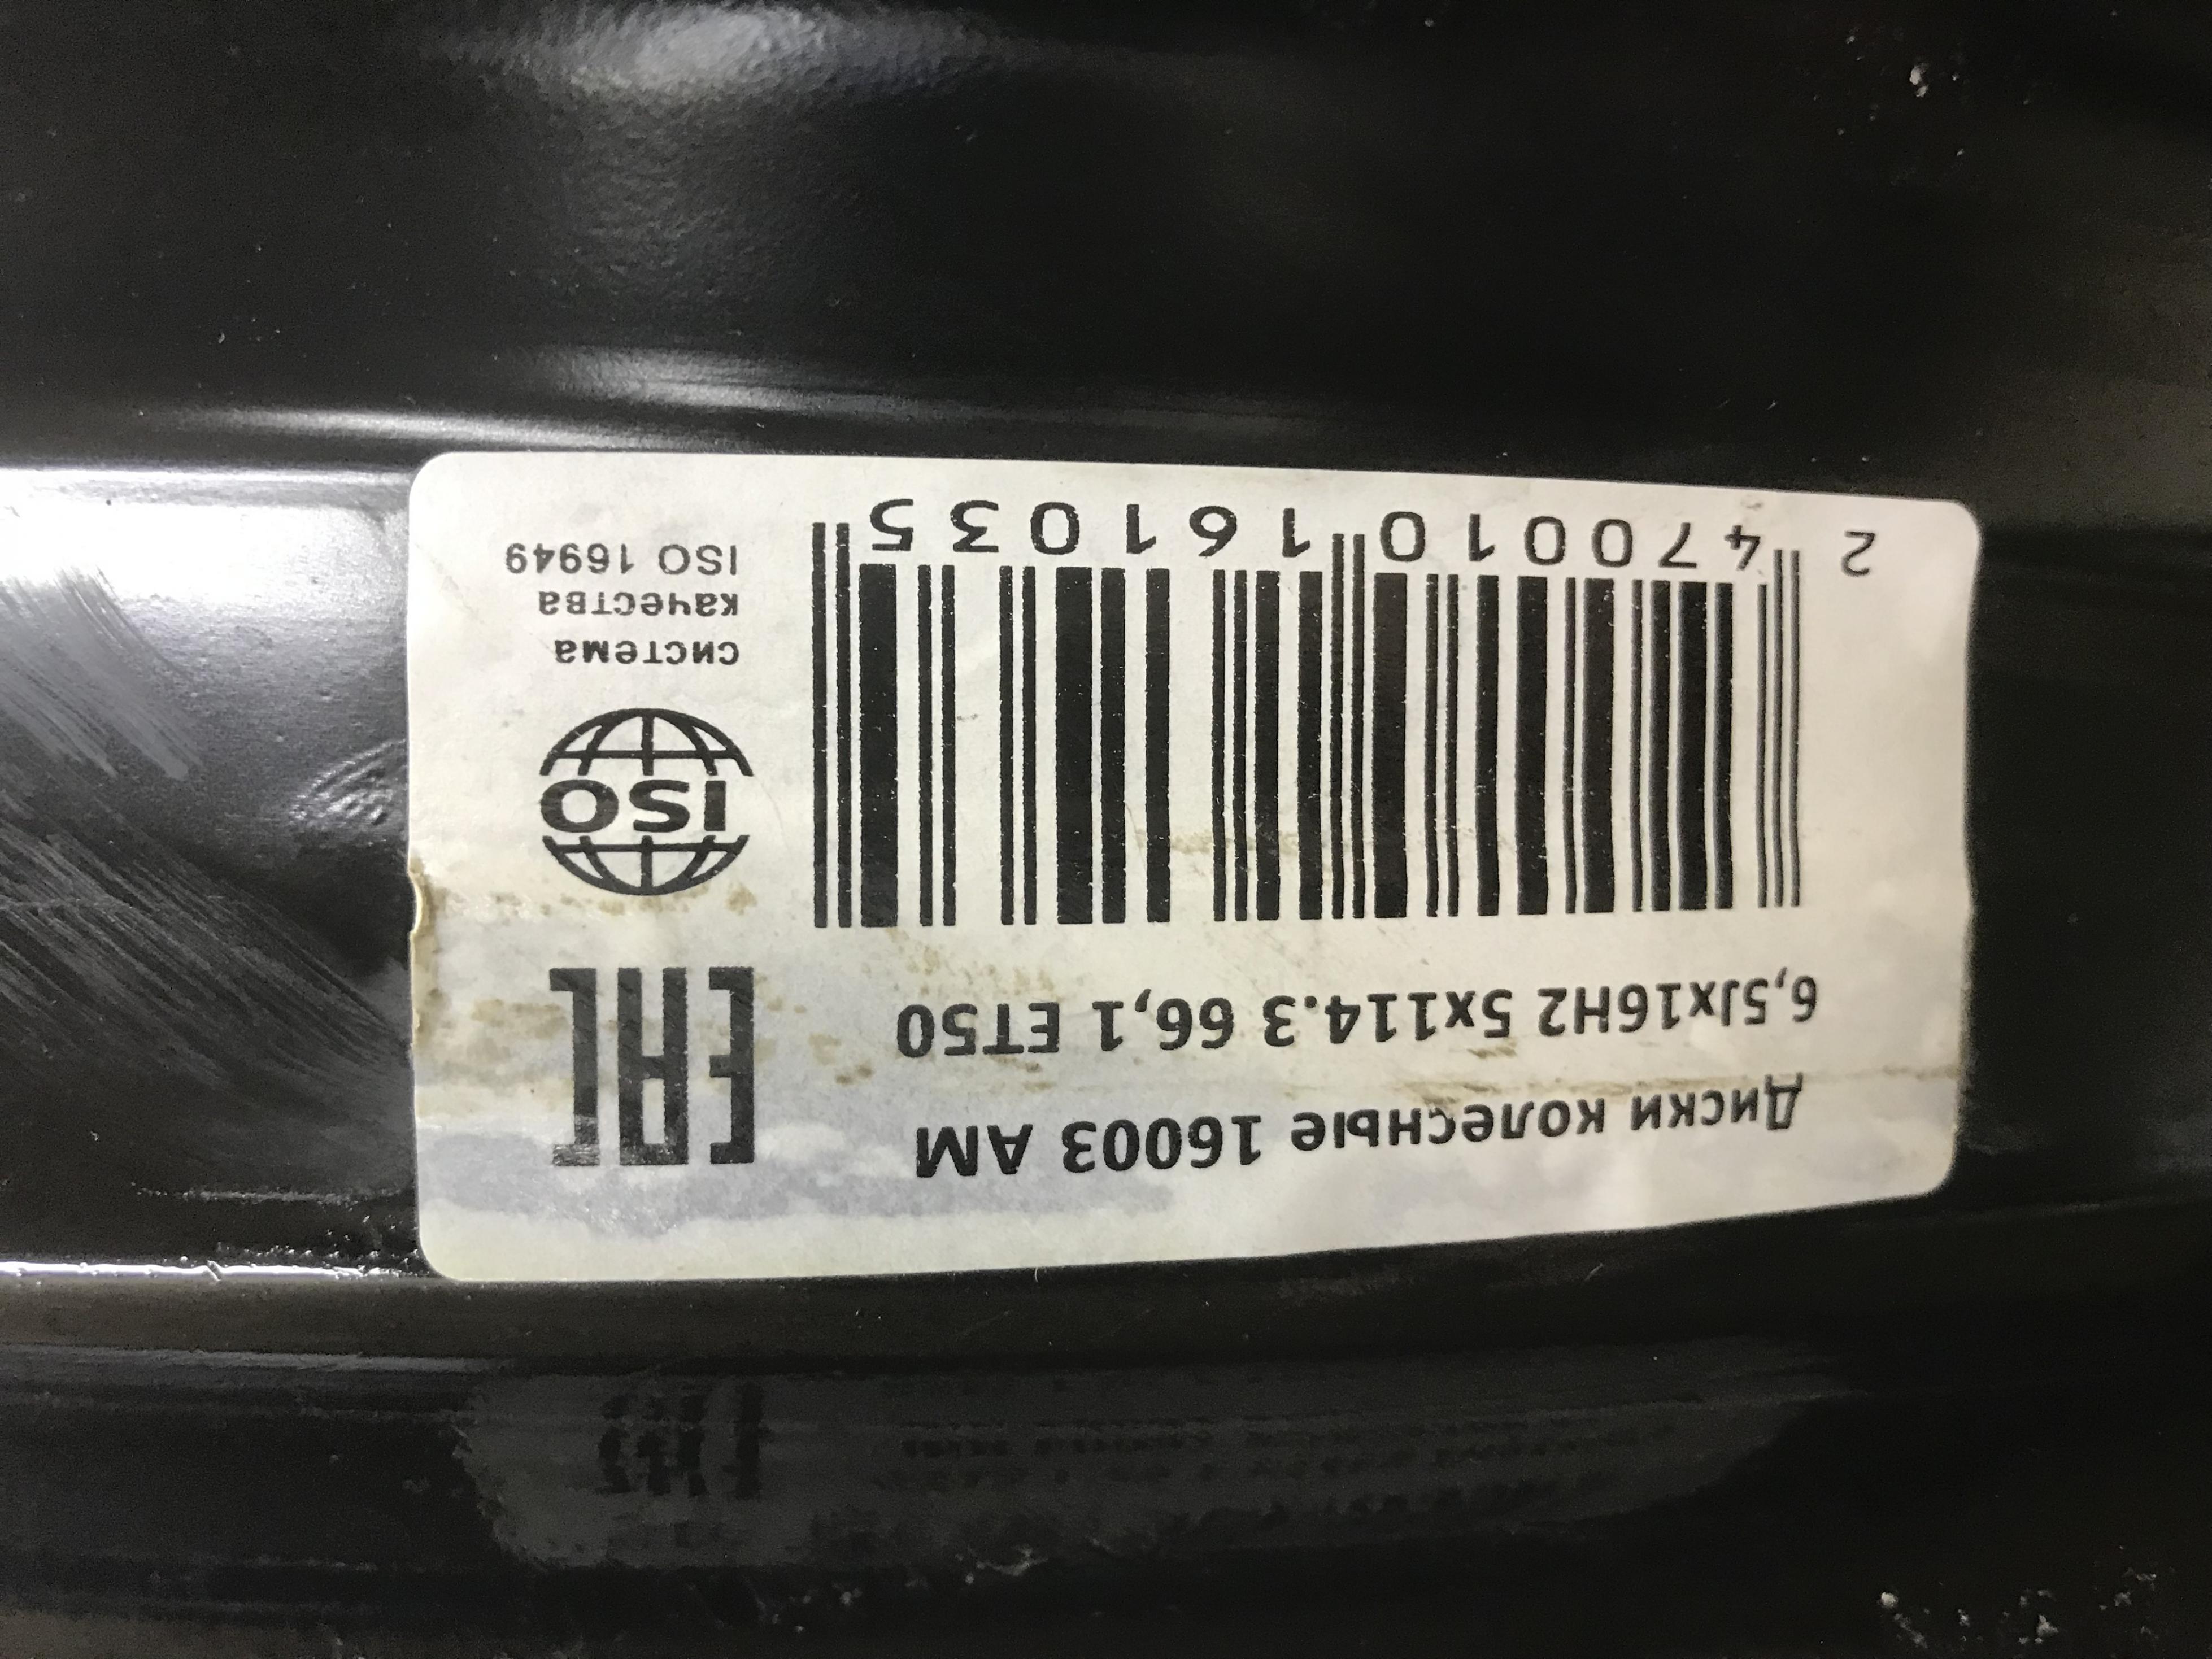 Диски колесные 16003 AM
6,5Jx16H2 5x114.3 66,1 ET50
2 470010 161035
EAC
ISO
система
качества
ISO 16949